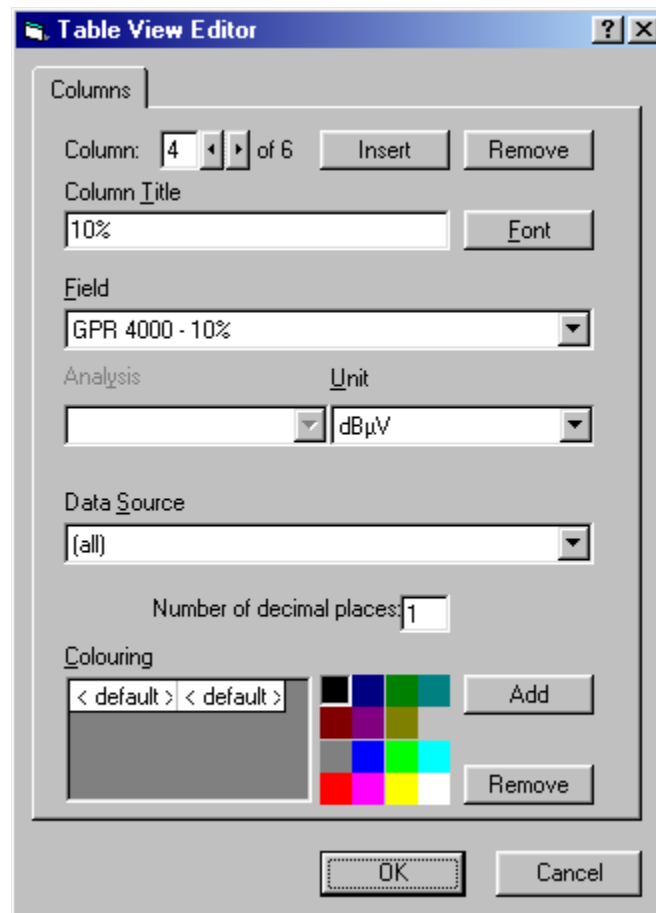 Table View Editor
Columns
Column: 4 of 6 Insert Remove
Column Title
10% Font
Field
GPR 4000 - 10%
Analysis Unit
dBµV
Data Source
(all)
Number of decimal places: 1
Colouring
< default > < default > Add
Remove
OK Cancel